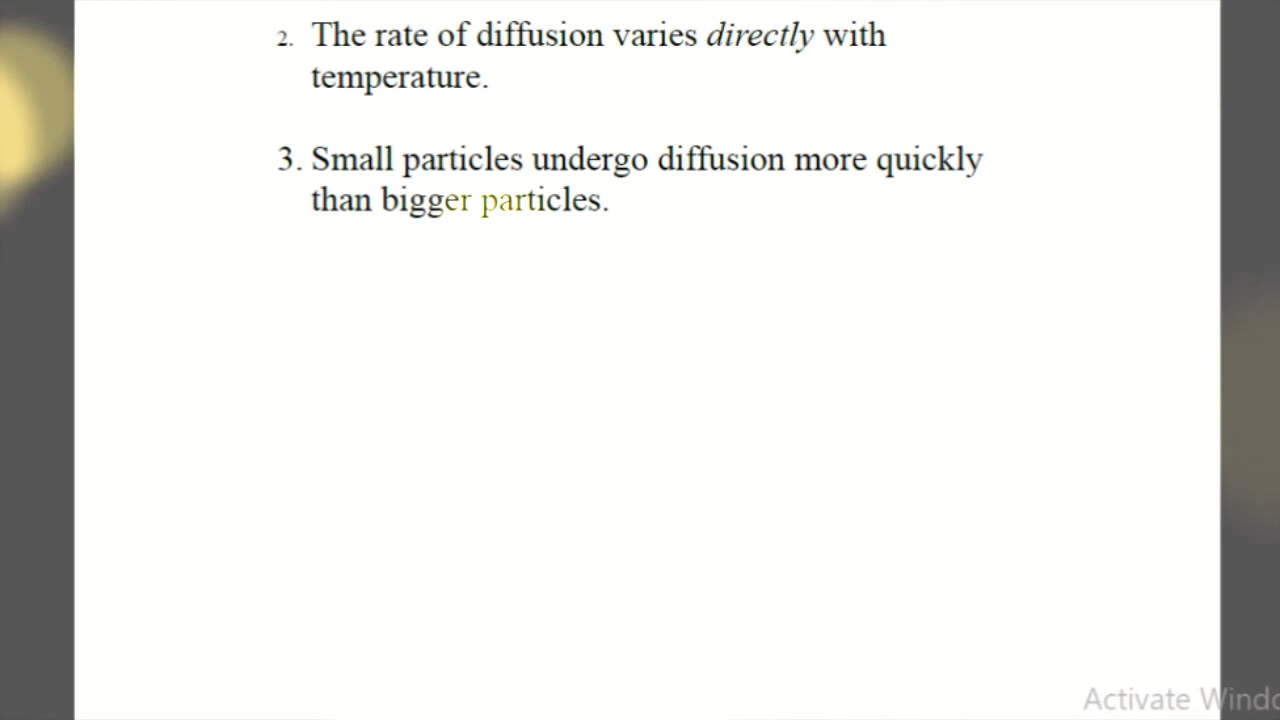 2. The rate of diffusion varies directly with
temperature.
3. Small particles undergo diffusion more quickly
than bigger particles.
Activate Windo